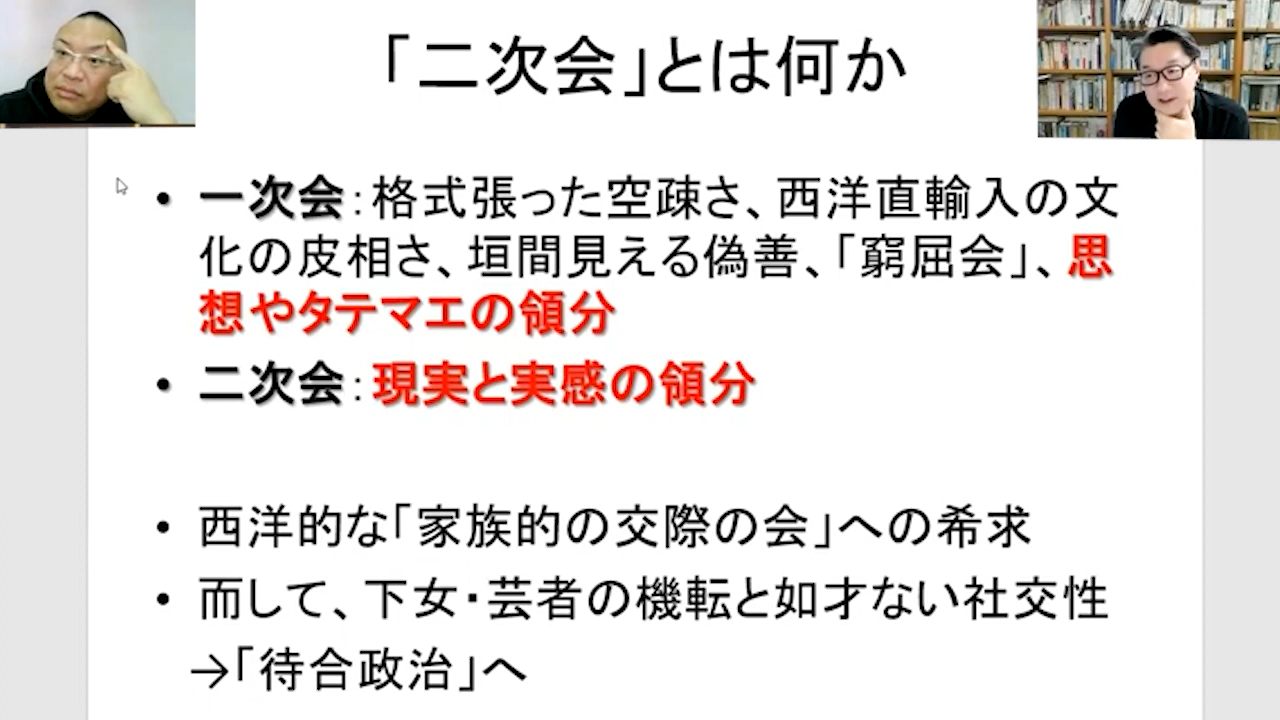 「二次会」とは何か
• 一次会：格式張った空疎さ、西洋直輸入の文
化の皮相さ、垣間見える偽善、「窮屈会」、思
想やタテマエの領分
• 二次会：現実と実感の領分
• 西洋的な「家族的の交際の会」への希求
• 而して、下女・芸者の機転と如才ない社交性
→「待合政治」へ